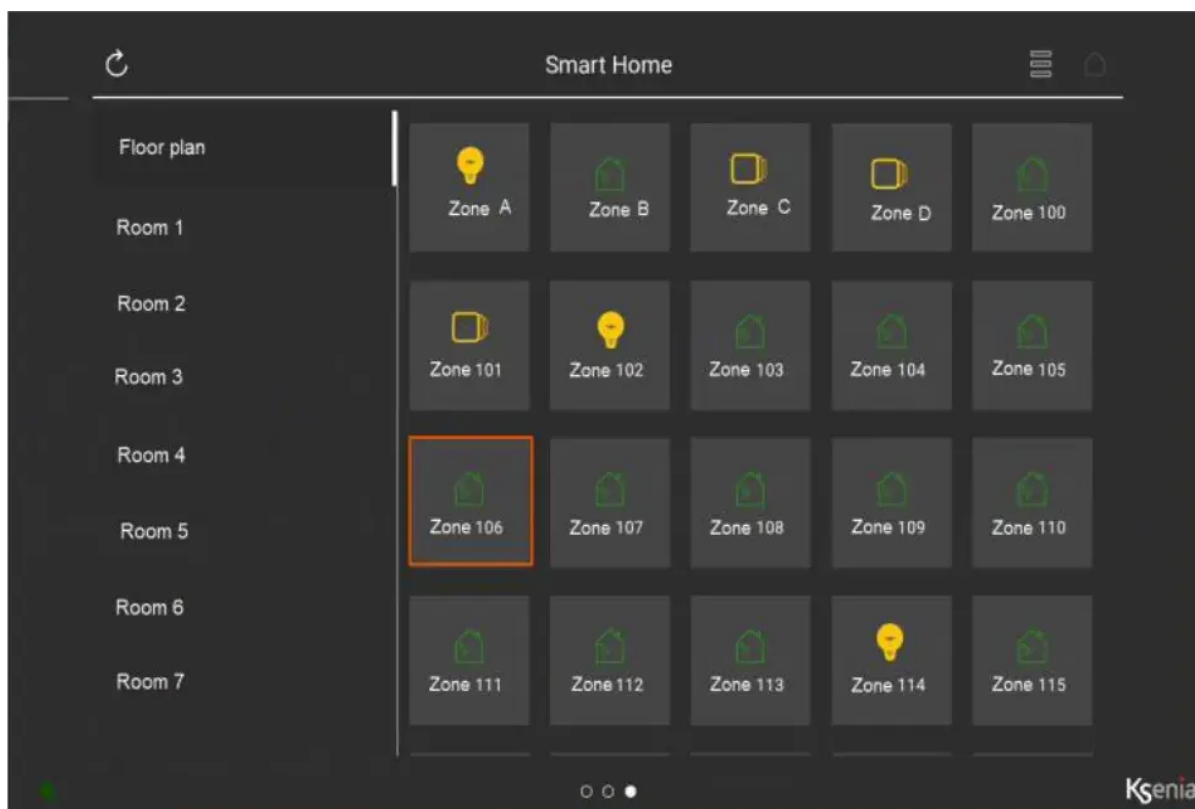 Smart Home
Floor plan
Room 1
Room 2
Room 3
Room 4
Room 5
Room 6
Room 7
Zone A
Zone B
Zone C
Zone D
Zone 100
Zone 101
Zone 102
Zone 103
Zone 104
Zone 105
Zone 106
Zone 107
Zone 108
Zone 109
Zone 110
Zone 111
Zone 112
Zone 113
Zone 114
Zone 115
Ksenia